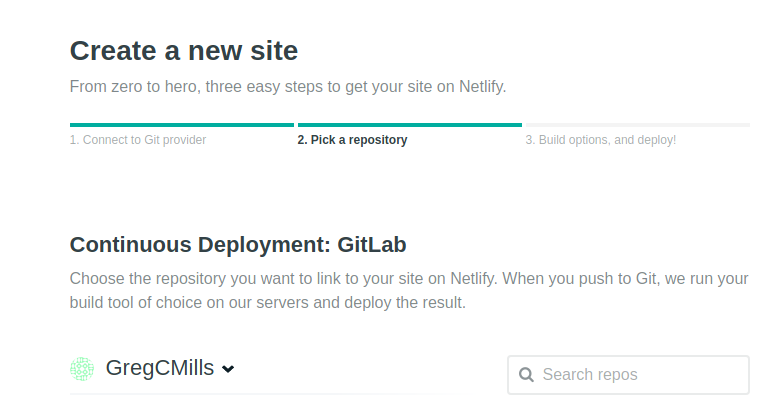 Create a new site
From zero to hero, three easy steps to get your site on Netlify.
1. Connect to Git provider
2. Pick a repository
3. Build options, and deploy!
Continuous Deployment: GitLab
Choose the repository you want to link to your site on Netlify. When you push to Git, we run your
build tool of choice on our servers and deploy the result.
GregCMills
Search repos